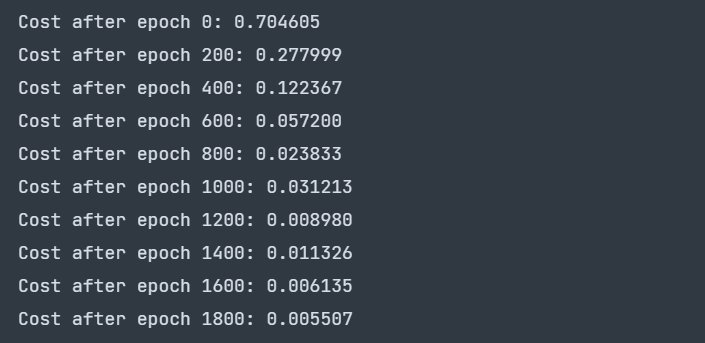 Cost after epoch 0: 0.704605
Cost after epoch 200: 0.277999
Cost after epoch 400: 0.122367
Cost after epoch 600: 0.057200
Cost after epoch 800: 0.023833
Cost after epoch 1000: 0.031213
Cost after epoch 1200: 0.008980
Cost after epoch 1400: 0.011326
Cost after epoch 1600: 0.006135
Cost after epoch 1800: 0.005507